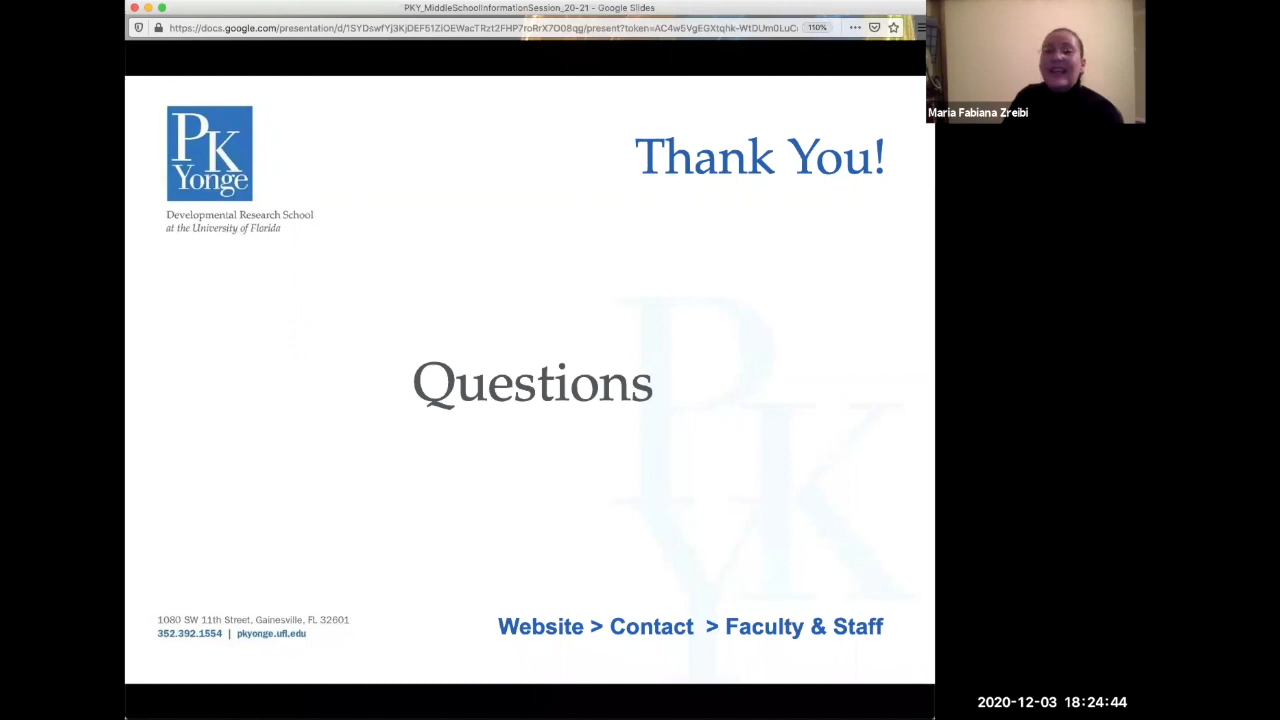 PKY_MiddleSchoolInformationSession_20-21 - Google Slides
https://docs.google.com/presentation/d/1SYDswfYj3KjDEF51ZiOEWacTRzt2FHP7roRrX7O08qg/present?token=AC4w5VgEGXtqhk-WtDUm0LuC
110%
Maria Fabiana Zreibi
PK
Yonge
Developmental Research School
at the University of Florida
Thank You!
Questions
1080 SW 11th Street, Gainesville, FL 32601
352.392.1554 | pkyonge.ufl.edu
Website > Contact > Faculty & Staff
2020-12-03 18:24:44